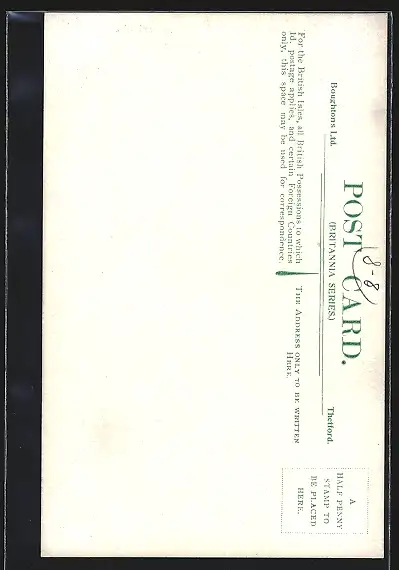 POST CARD.
8-8
(BRITANNIA SERIES.)
Boughtons Ltd.
Thetford.
For the British Isles, all British Possessions to which
1d. postage applies, and certain Foreign Countries
only, this space may be used for correspondence.
THE ADDRESS ONLY TO BE WRITTEN
HERE.
A
HALF PENNY
STAMP TO
BE PLACED
HERE.